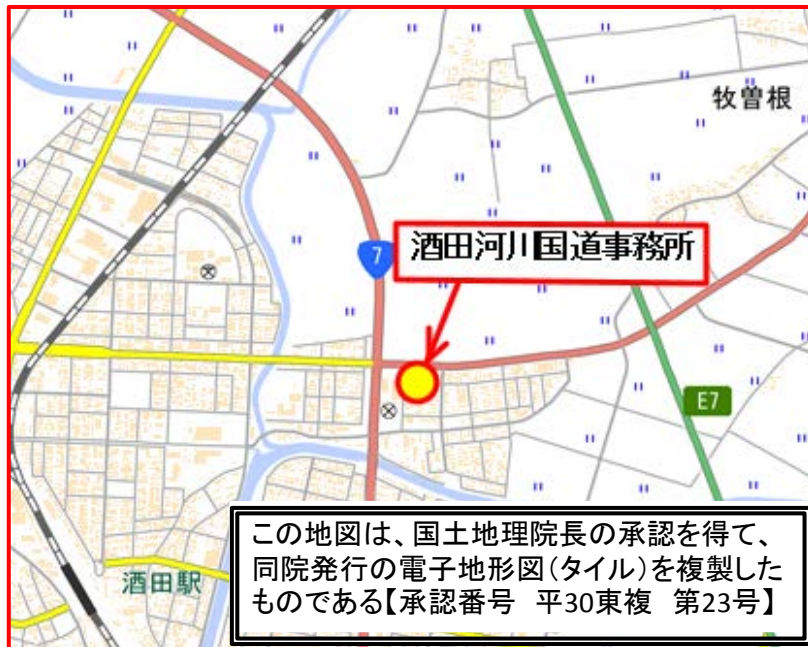 牧曽根
酒田河川国道事務所
7
E7
酒田駅
この地図は、国土地理院長の承認を得て、
同院発行の電子地形図(タイル)を複製した
ものである【承認番号 平30東複 第23号】